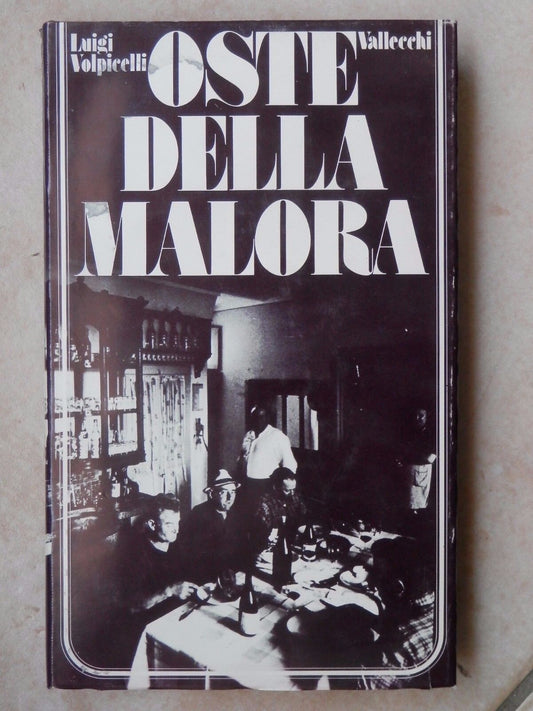 Luigi
Volpicelli
Vallecchi
OSTE
DELLA
MALORA